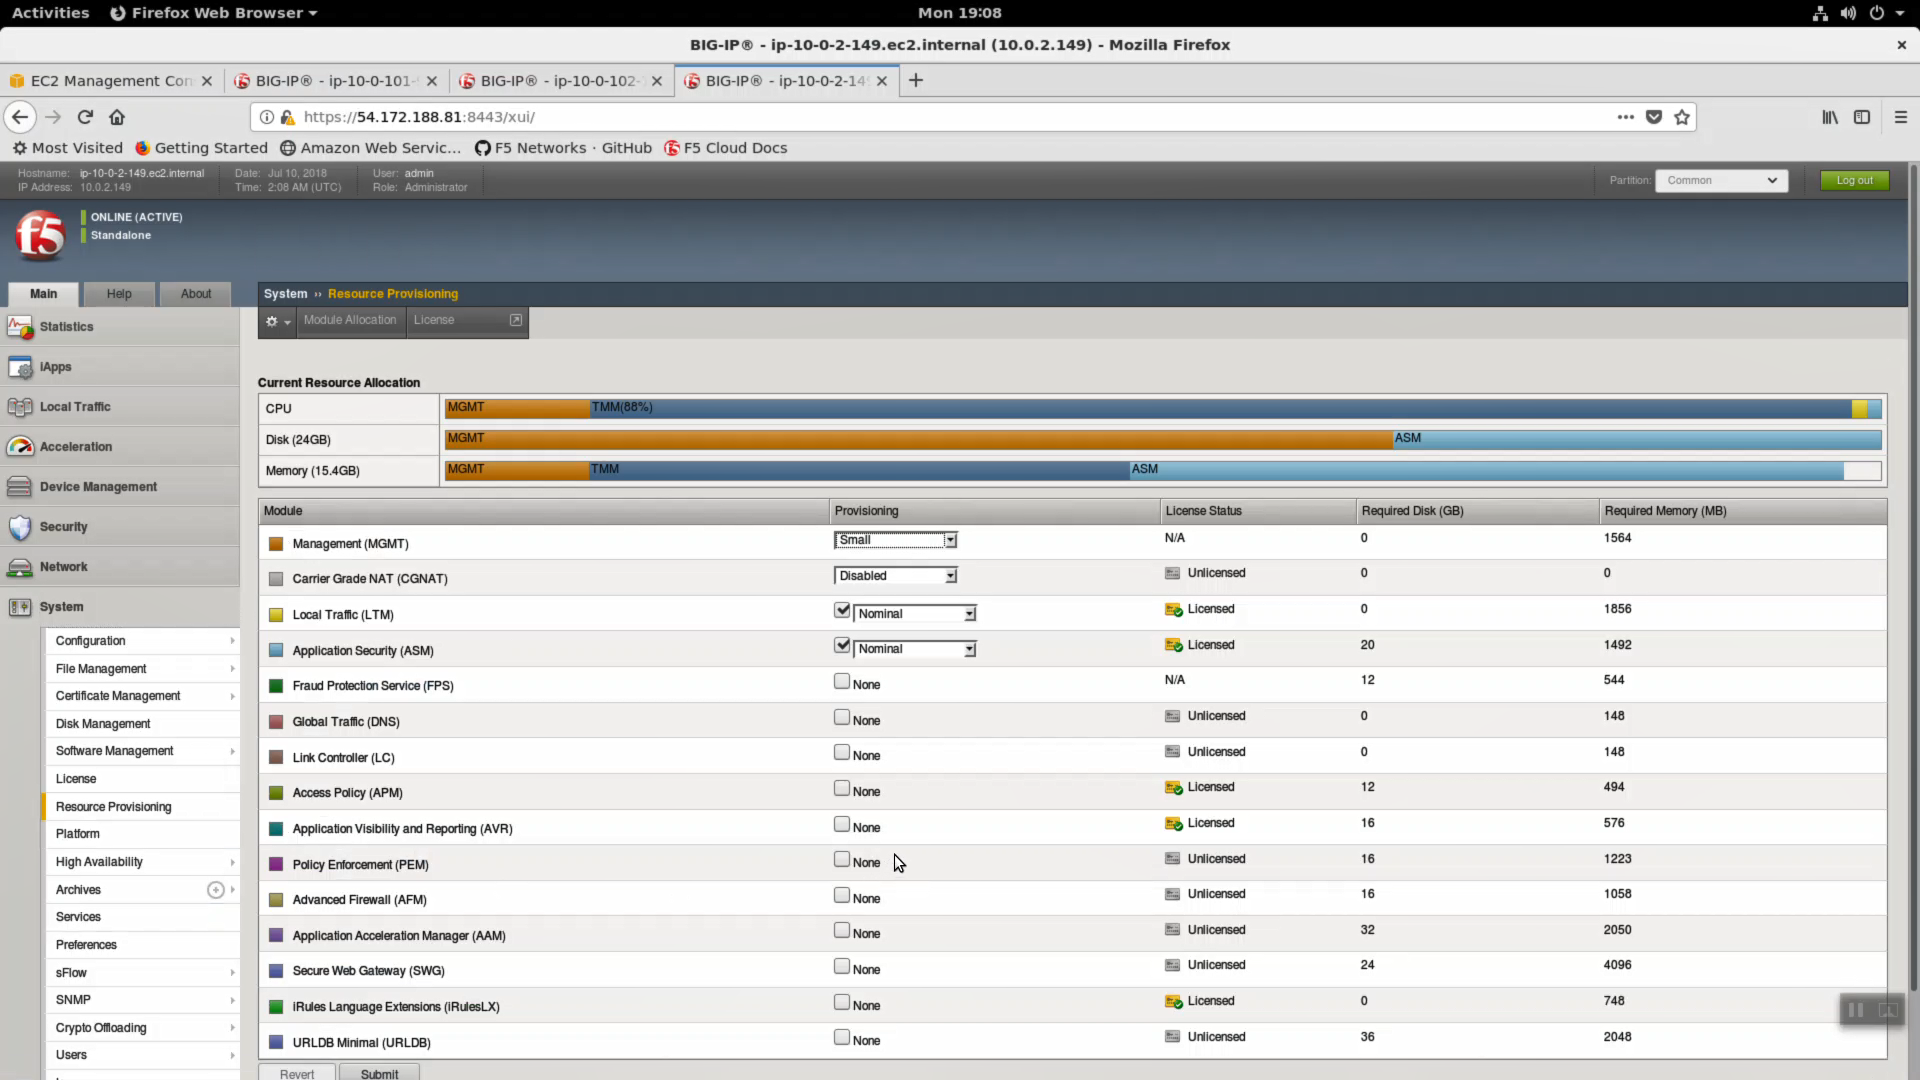 Activities Firefox Web Browser Mon 19:08
BIG-IP® - ip-10-0-2-149.ec2.internal (10.0.2.149) - Mozilla Firefox
EC2 Management Con BIG-IP® - ip-10-0-101- BIG-IP® - ip-10-0-102- BIG-IP® - ip-10-0-2-14
https://54.172.188.81:8443/xui/
Most Visited Getting Started Amazon Web Servic... F5 Networks · GitHub F5 Cloud Docs
Hostname: ip-10-0-2-149.ec2.internal Date: Jul 10, 2018 User: admin
IP Address: 10.0.2.149 Time: 2:08 AM (UTC) Role: Administrator
Partition: Common Log out
f5
ONLINE (ACTIVE)
Standalone
Main Help About
System ›› Resource Provisioning
Module Allocation License
Statistics
iApps
Local Traffic
Acceleration
Device Management
Security
Network
System
Configuration
File Management
Certificate Management
Disk Management
Software Management
License
Resource Provisioning
Platform
High Availability
Archives
Services
Preferences
sFlow
SNMP
Crypto Offloading
Users
Current Resource Allocation
CPU MGMT TMM(88%)
Disk (24GB) MGMT ASM
Memory (15.4GB) MGMT TMM ASM
Module Provisioning License Status Required Disk (GB) Required Memory (MB)
Management (MGMT) Small N/A 0 1564
Carrier Grade NAT (CGNAT) Disabled Unlicensed 0 0
Local Traffic (LTM) Nominal Licensed 0 1856
Application Security (ASM) Nominal Licensed 20 1492
Fraud Protection Service (FPS) None N/A 12 544
Global Traffic (DNS) None Unlicensed 0 148
Link Controller (LC) None Unlicensed 0 148
Access Policy (APM) None Licensed 12 494
Application Visibility and Reporting (AVR) None Licensed 16 576
Policy Enforcement (PEM) None Unlicensed 16 1223
Advanced Firewall (AFM) None Unlicensed 16 1058
Application Acceleration Manager (AAM) None Unlicensed 32 2050
Secure Web Gateway (SWG) None Unlicensed 24 4096
iRules Language Extensions (iRulesLX) None Licensed 0 748
URLDB Minimal (URLDB) None Unlicensed 36 2048
Revert Submit